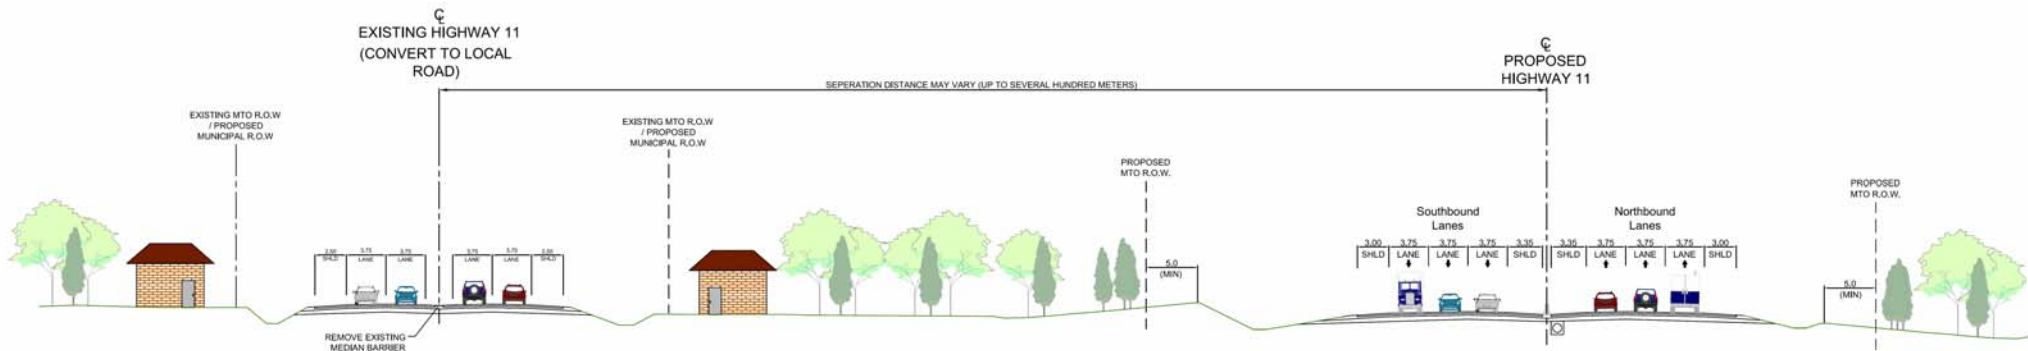 ℄
EXISTING HIGHWAY 11
(CONVERT TO LOCAL
ROAD)
℄
PROPOSED
HIGHWAY 11
SEPERATION DISTANCE MAY VARY (UP TO SEVERAL HUNDRED METERS)
EXISTING MTO R.O.W
/ PROPOSED
MUNICIPAL R.O.W
EXISTING MTO R.O.W
/ PROPOSED
MUNICIPAL R.O.W
PROPOSED
MTO R.O.W.
PROPOSED
MTO R.O.W.
Southbound
Lanes
Northbound
Lanes
2.50 3.75 3.75 3.75 3.75 2.50
SHLD LANE LANE LANE LANE SHLD
3.00 3.75 3.75 3.75 3.35 3.35 3.75 3.75 3.75 3.00
SHLD LANE LANE LANE SHLD SHLD LANE LANE LANE SHLD
5.0
(MIN)
5.0
(MIN)
REMOVE EXISTING
MEDIAN BARRIER